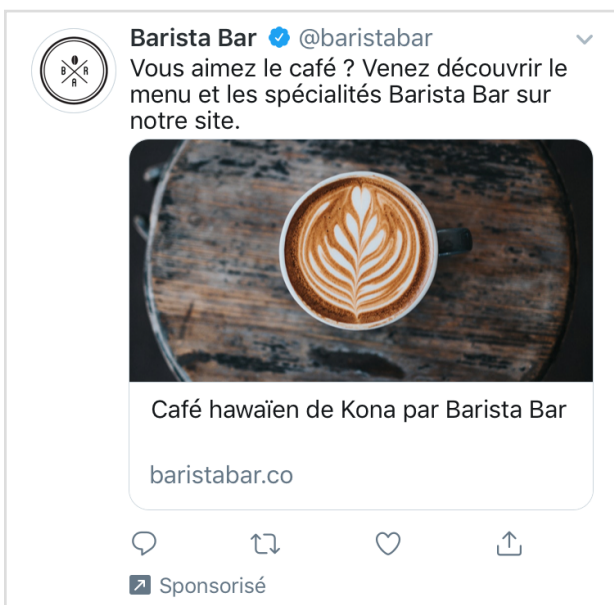 Barista Bar @baristabar
Vous aimez le café ? Venez découvrir le
menu et les spécialités Barista Bar sur
notre site.
B A R
A
Café hawaïen de Kona par Barista Bar
baristabar.co
Sponsorisé